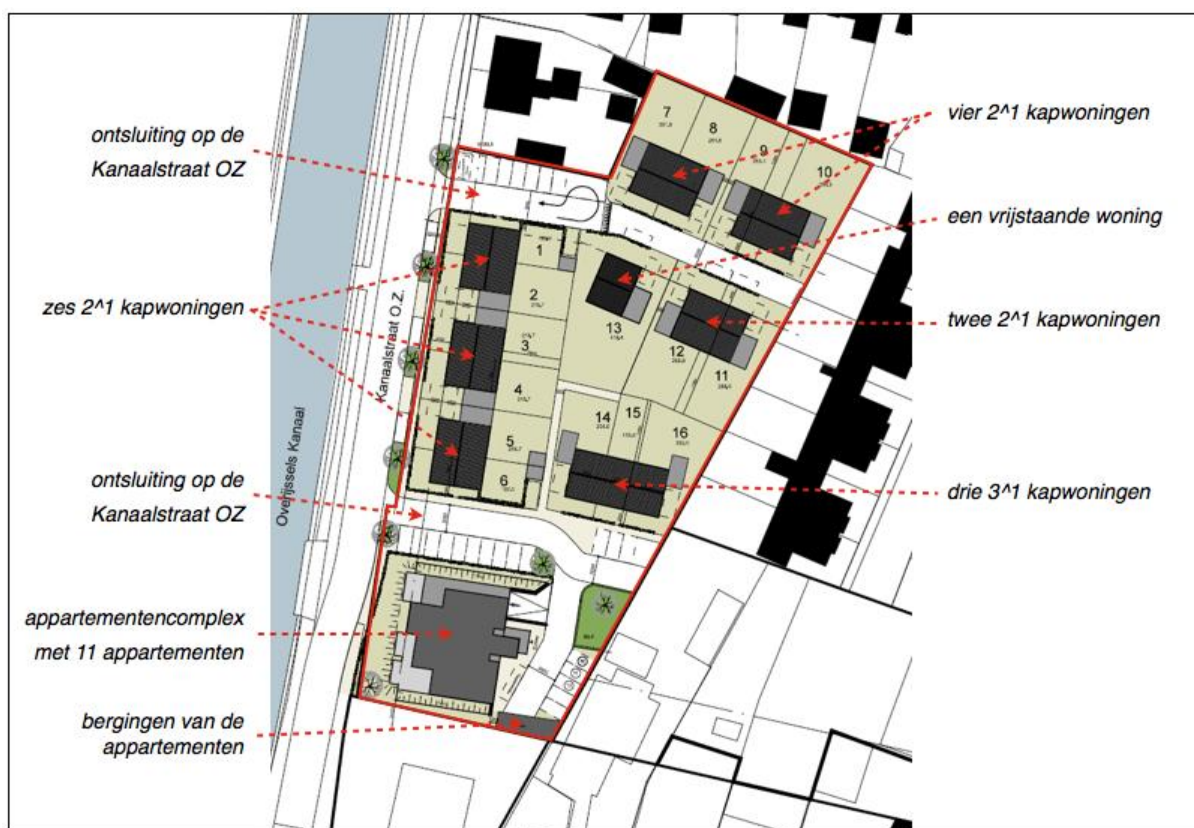 ontsluiting op de
Kanaalstraat OZ
zes 2^1 kapwoningen
ontsluiting op de
Kanaalstraat OZ
appartementencomplex
met 11 appartementen
bergingen van de
appartementen
Overijssels Kanaal
Kanaalstraat O.Z.
7
8
9
10
1
2
3
4
5
6
13
12
11
14
15
16
vier 2^1 kapwoningen
een vrijstaande woning
twee 2^1 kapwoningen
drie 3^1 kapwoningen